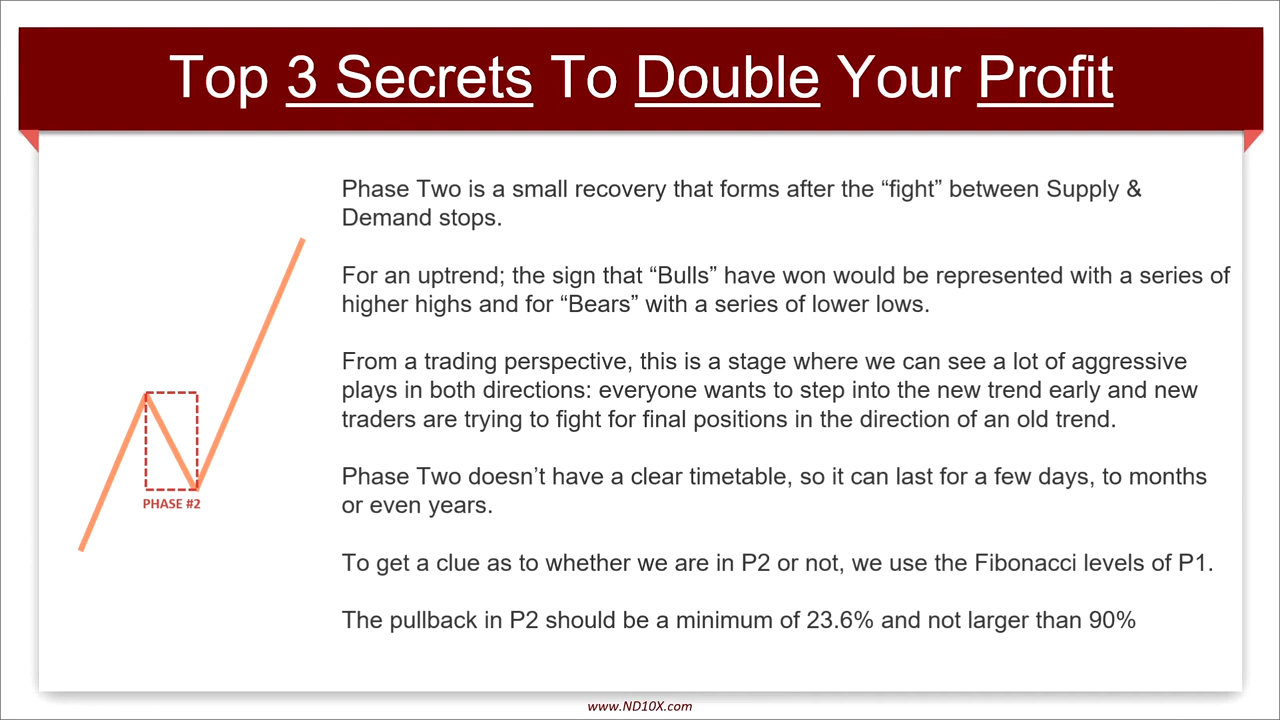 Top 3 Secrets To Double Your Profit
Phase Two is a small recovery that forms after the “fight” between Supply &
Demand stops.
For an uptrend; the sign that “Bulls” have won would be represented with a series of
higher highs and for “Bears” with a series of lower lows.
From a trading perspective, this is a stage where we can see a lot of aggressive
plays in both directions: everyone wants to step into the new trend early and new
traders are trying to fight for final positions in the direction of an old trend.
Phase Two doesn’t have a clear timetable, so it can last for a few days, to months
or even years.
To get a clue as to whether we are in P2 or not, we use the Fibonacci levels of P1.
The pullback in P2 should be a minimum of 23.6% and not larger than 90%
PHASE #2
www.ND10X.com